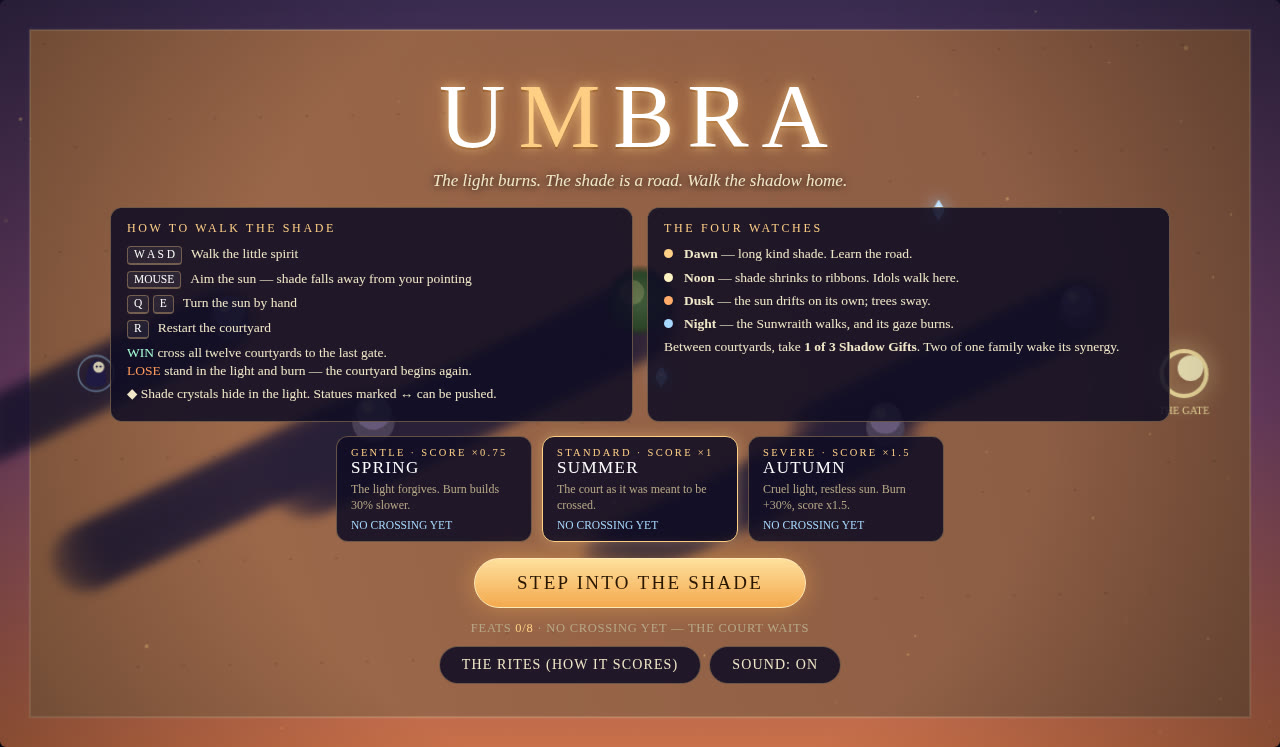 UMBRA
The light burns. The shade is a road. Walk the shadow home.
HOW TO WALK THE SHADE
W A S D Walk the little spirit
MOUSE Aim the sun — shade falls away from your pointing
Q E Turn the sun by hand
R Restart the courtyard
WIN cross all twelve courtyards to the last gate.
LOSE stand in the light and burn — the courtyard begins again.
◆ Shade crystals hide in the light. Statues marked ↔ can be pushed.
THE FOUR WATCHES
Dawn — long kind shade. Learn the road.
Noon — shade shrinks to ribbons. Idols walk here.
Dusk — the sun drifts on its own; trees sway.
Night — the Sunwraith walks, and its gaze burns.
Between courtyards, take 1 of 3 Shadow Gifts. Two of one family wake its synergy.
HE GATE
GENTLE · SCORE ×0.75
SPRING
The light forgives. Burn builds
30% slower.
NO CROSSING YET
STANDARD · SCORE ×1
SUMMER
The court as it was meant to be
crossed.
NO CROSSING YET
SEVERE · SCORE ×1.5
AUTUMN
Cruel light, restless sun. Burn
+30%, score x1.5.
NO CROSSING YET
STEP INTO THE SHADE
FEATS 0/8 · NO CROSSING YET — THE COURT WAITS
THE RITES (HOW IT SCORES)
SOUND: ON